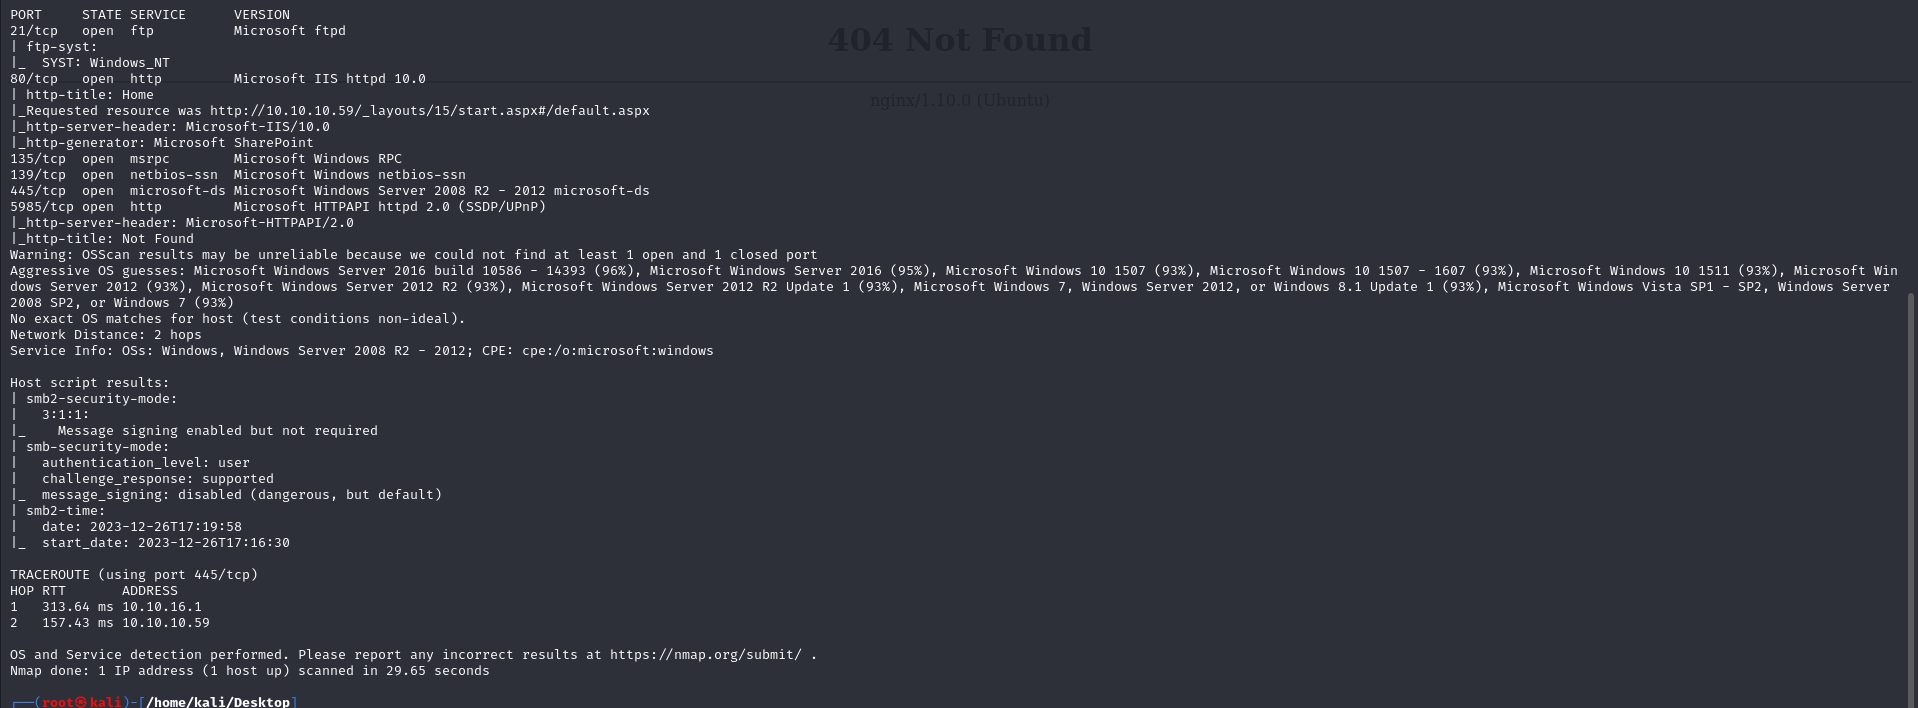 PORT     STATE SERVICE      VERSION
21/tcp   open  ftp          Microsoft ftpd
| ftp-syst:
|_  SYST: Windows_NT
80/tcp   open  http         Microsoft IIS httpd 10.0
| http-title: Home
|_Requested resource was http://10.10.10.59/_layouts/15/start.aspx#/default.aspx
|_http-server-header: Microsoft-IIS/10.0
|_http-generator: Microsoft SharePoint
135/tcp  open  msrpc        Microsoft Windows RPC
139/tcp  open  netbios-ssn  Microsoft Windows netbios-ssn
445/tcp  open  microsoft-ds Microsoft Windows Server 2008 R2 - 2012 microsoft-ds
5985/tcp open  http         Microsoft HTTPAPI httpd 2.0 (SSDP/UPnP)
|_http-server-header: Microsoft-HTTPAPI/2.0
|_http-title: Not Found
Warning: OSScan results may be unreliable because we could not find at least 1 open and 1 closed port
Aggressive OS guesses: Microsoft Windows Server 2016 build 10586 - 14393 (96%), Microsoft Windows Server 2016 (95%), Microsoft Windows 10 1507 (93%), Microsoft Windows 10 1507 - 1607 (93%), Microsoft Windows 10 1511 (93%), Microsoft Win
dows Server 2012 (93%), Microsoft Windows Server 2012 R2 (93%), Microsoft Windows Server 2012 R2 Update 1 (93%), Microsoft Windows 7, Windows Server 2012, or Windows 8.1 Update 1 (93%), Microsoft Windows Vista SP1 - SP2, Windows Server
2008 SP2, or Windows 7 (93%)
No exact OS matches for host (test conditions non-ideal).
Network Distance: 2 hops
Service Info: OSs: Windows, Windows Server 2008 R2 - 2012; CPE: cpe:/o:microsoft:windows

Host script results:
| smb2-security-mode:
|   3:1:1:
|_    Message signing enabled but not required
| smb-security-mode:
|   authentication_level: user
|   challenge_response: supported
|_  message_signing: disabled (dangerous, but default)
| smb2-time:
|   date: 2023-12-26T17:19:58
|_  start_date: 2023-12-26T17:16:30

TRACEROUTE (using port 445/tcp)
HOP RTT       ADDRESS
1   313.64 ms 10.10.16.1
2   157.43 ms 10.10.10.59

OS and Service detection performed. Please report any incorrect results at https://nmap.org/submit/ .
Nmap done: 1 IP address (1 host up) scanned in 29.65 seconds

┌──(root㉿kali)-[/home/kali/Desktop]
404 Not Found
nginx/1.10.0 (Ubuntu)